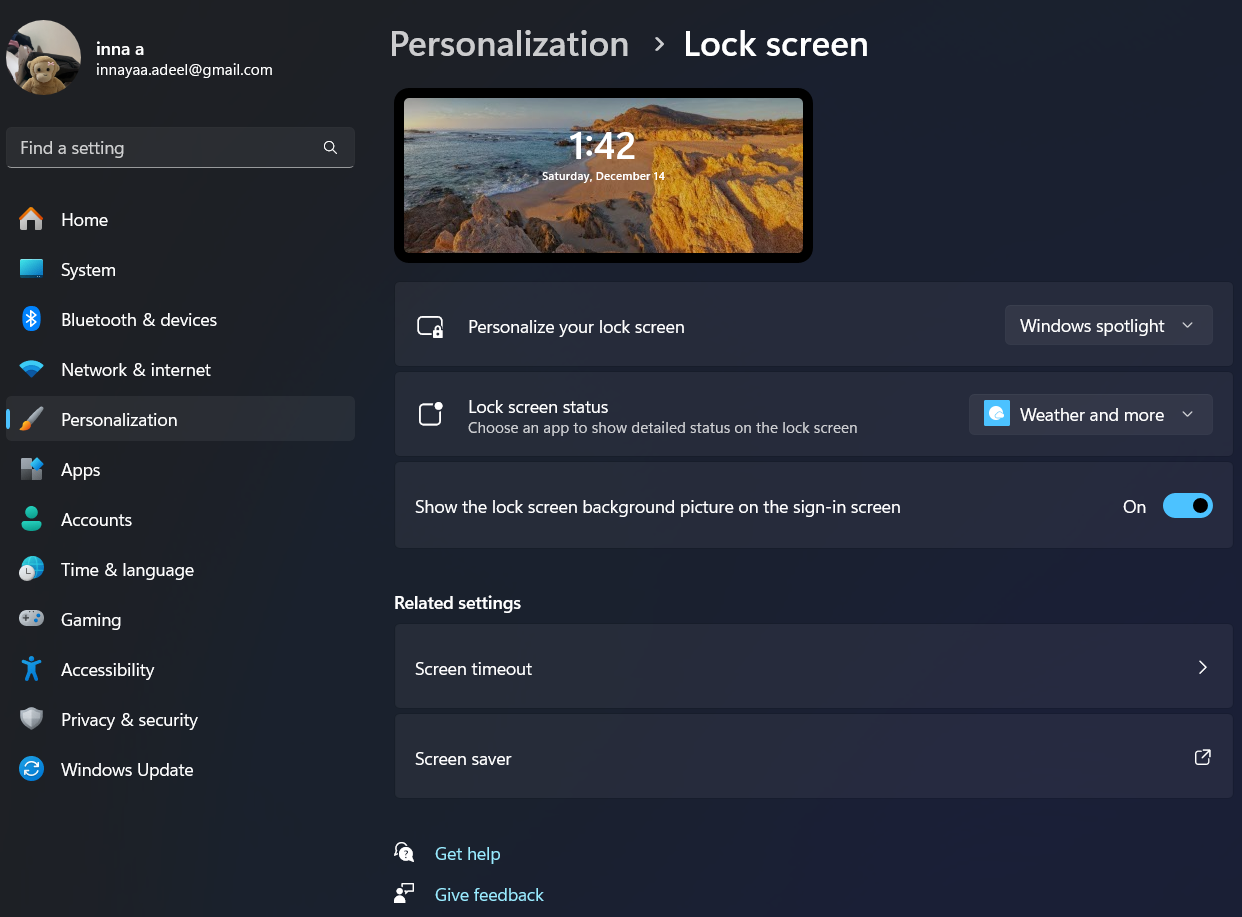 inna a
innayaa.adeel@gmail.com
Find a setting
Home
System
Bluetooth & devices
Network & internet
Personalization
Apps
Accounts
Time & language
Gaming
Accessibility
Privacy & security
Windows Update
Personalization > Lock screen
1:42
Saturday, December 14
Personalize your lock screen
Windows spotlight
Lock screen status
Choose an app to show detailed status on the lock screen
Weather and more
Show the lock screen background picture on the sign-in screen
On
Related settings
Screen timeout
Screen saver
Get help
Give feedback